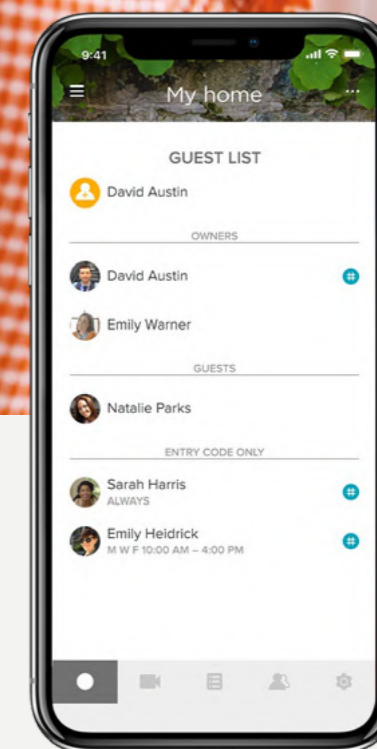 9:41
My home
GUEST LIST
David Austin
OWNERS
David Austin
#
Emily Warner
GUESTS
Natalie Parks
ENTRY CODE ONLY
Sarah Harris
#
ALWAYS
Emily Heidrick
#
M W F 10:00 AM – 4:00 PM